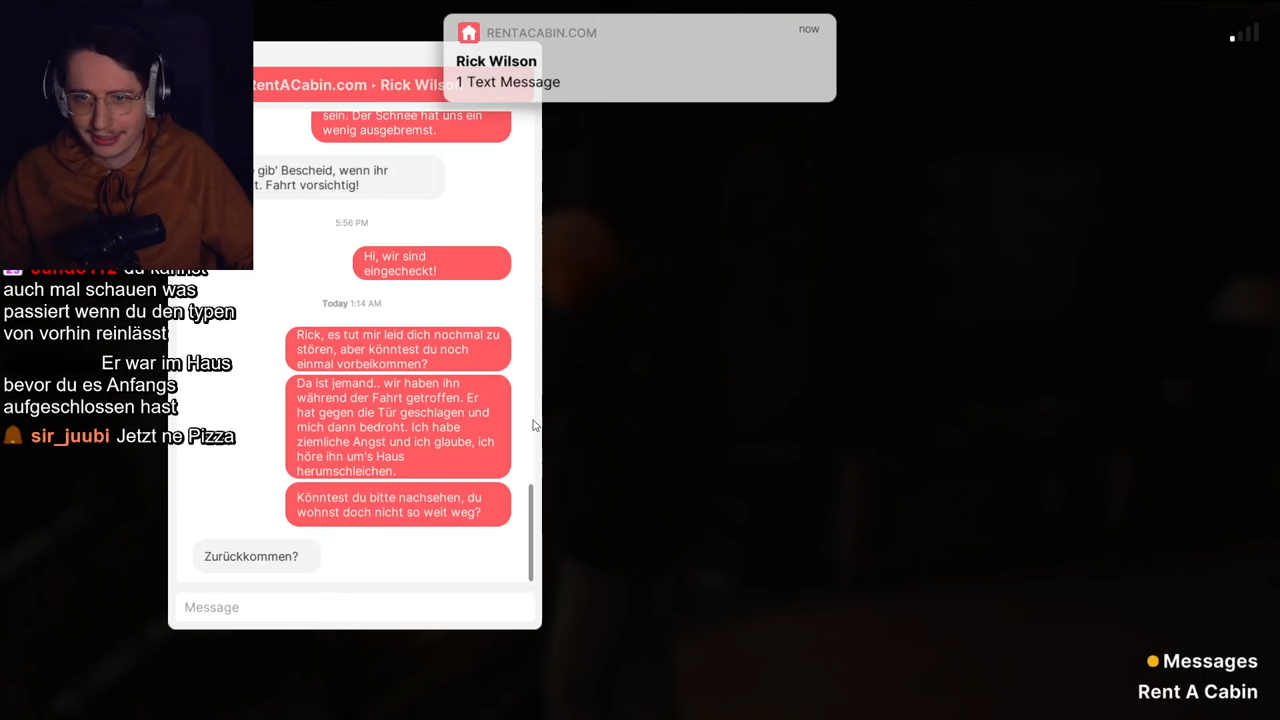 RENTACABIN.COM
now
Rick Wilson
1 Text Message
RentACabin.com ▸ Rick Wilson
sein. Der Schnee hat uns ein
wenig ausgebremst.
gib' Bescheid, wenn ihr
Fahrt vorsichtig!
5:56 PM
Hi, wir sind
eingecheckt!
Today 1:14 AM
Rick, es tut mir leid dich nochmal zu
stören, aber könntest du noch
einmal vorbeikommen?
Da ist jemand.. wir haben ihn
während der Fahrt getroffen. Er
hat gegen die Tür geschlagen und
mich dann bedroht. Ich habe
ziemliche Angst und ich glaube, ich
höre ihn um's Haus
herumschleichen.
Könntest du bitte nachsehen, du
wohnst doch nicht so weit weg?
Zurückkommen?
Message
du kannst
auch mal schauen was
passiert wenn du den typen
von vorhin reinlässt
Er war im Haus
bevor du es Anfangs
aufgeschlossen hast
sir_juubi Jetzt ne Pizza
Messages
Rent A Cabin